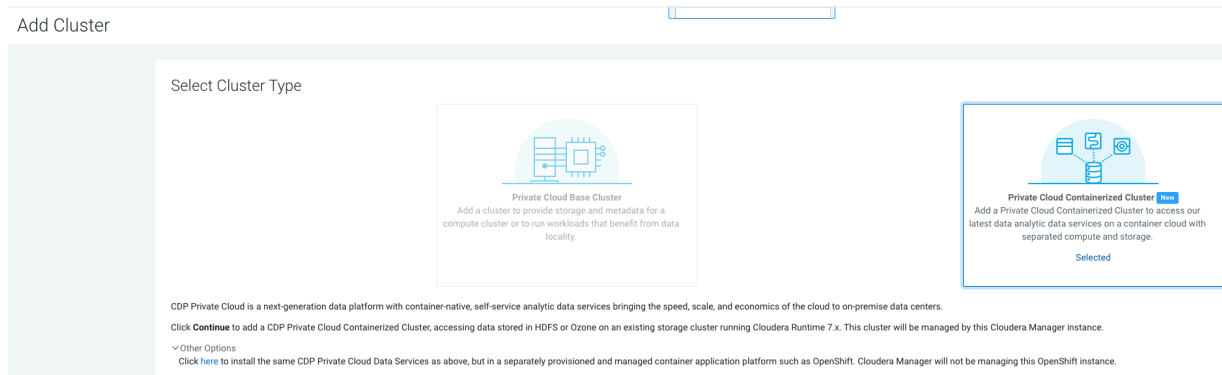 Add Cluster
Select Cluster Type
Private Cloud Base Cluster
Add a cluster to provide storage and metadata for a
compute cluster or to run workloads that benefit from data
locality.
Private Cloud Containerized Cluster New
Add a Private Cloud Containerized Cluster to access our
latest data analytic data services on a container cloud with
separated compute and storage.
Selected
CDP Private Cloud is a next-generation data platform with container-native, self-service analytic data services bringing the speed, scale, and economics of the cloud to on-premise data centers.
Click Continue to add a CDP Private Cloud Containerized Cluster, accessing data stored in HDFS or Ozone on an existing storage cluster running Cloudera Runtime 7.x. This cluster will be managed by this Cloudera Manager instance.
Other Options
Click here to install the same CDP Private Cloud Data Services as above, but in a separately provisioned and managed container application platform such as OpenShift. Cloudera Manager will not be managing this OpenShift instance.